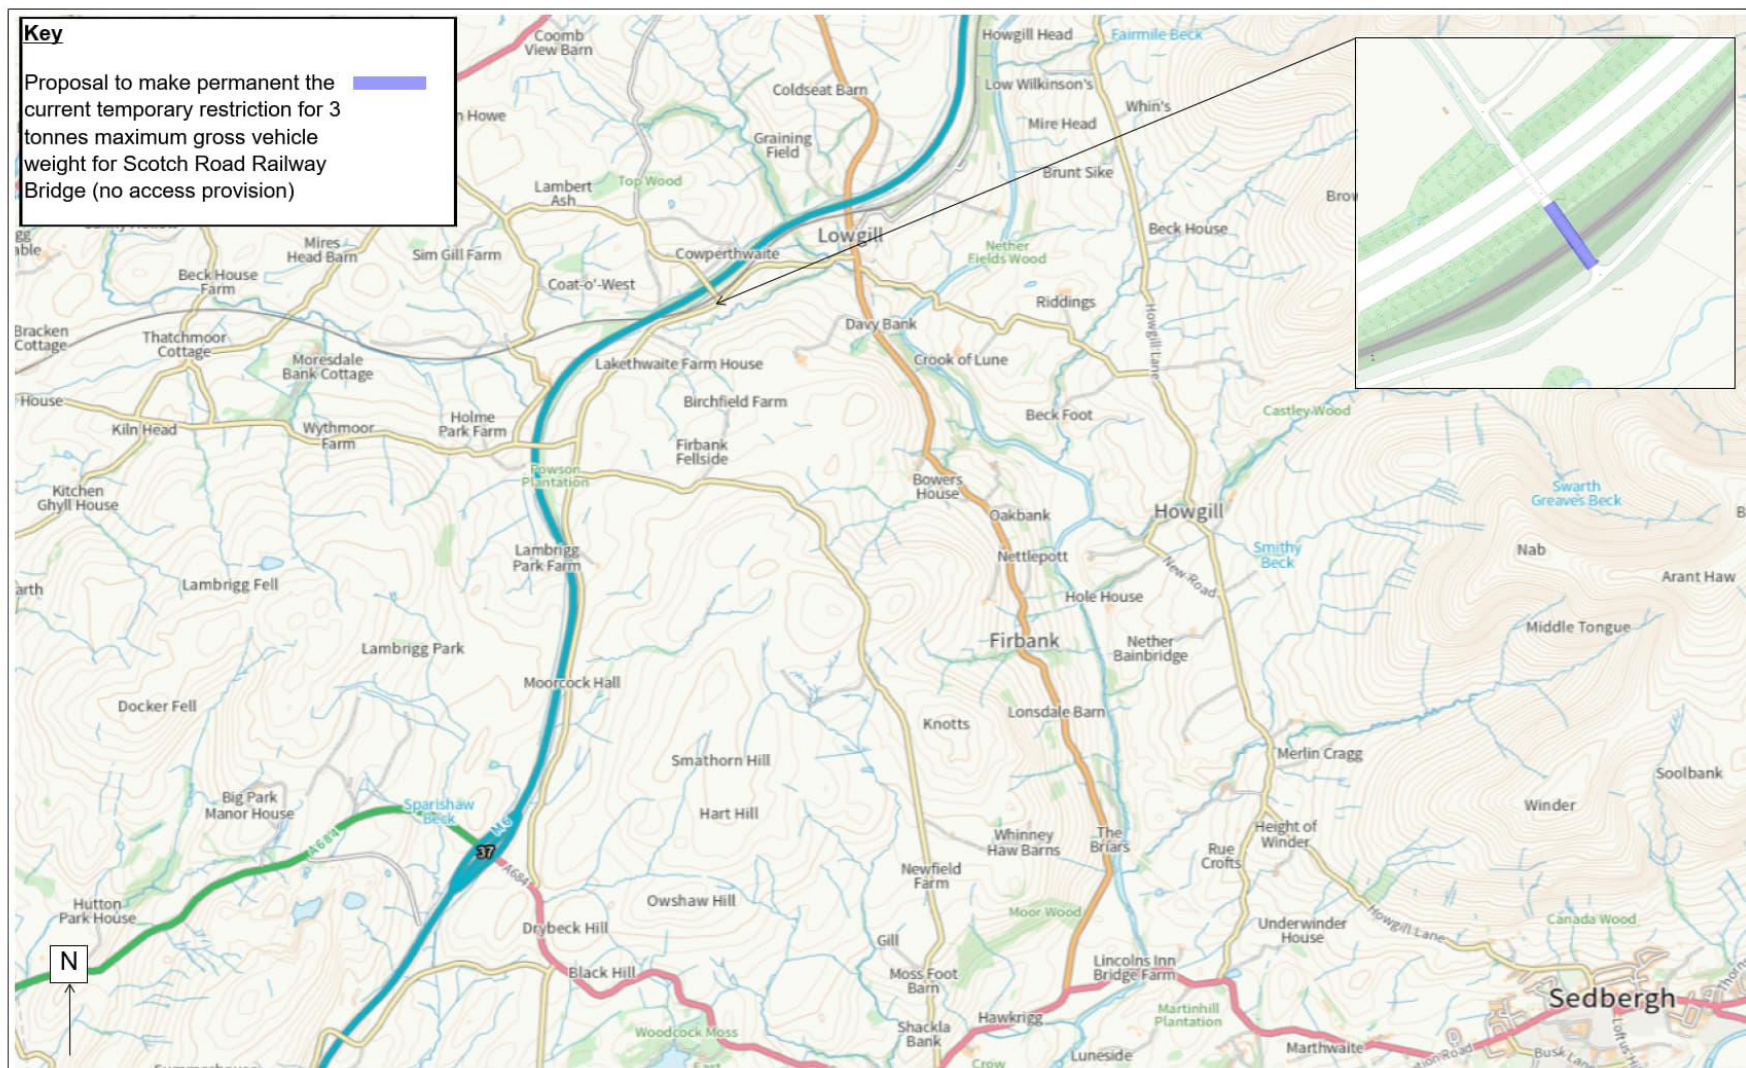 Key
Proposal to make permanent the
current temporary restriction for 3
tonnes maximum gross vehicle
weight for Scotch Road Railway
Bridge (no access provision)
Coomb
View Barn
Howgill Head
Fairmile Beck
Coldseat Barn
Low Wilkinson's
Whin's
Howe
Graining
Field
Mire Head
Brunt Sike
Lambert
Ash
Top Wood
Beck House
Lowgill
Nether
Fields Wood
Mires
Head Barn
Sim Gill Farm
Cowperthwaite
Beck House
Farm
Coat-o'-West
Riddings
Howgill Lane
Bracken
Cottage
Thatchmoor
Cottage
Davy Bank
Moresdale
Bank Cottage
Lakethwaite Farm House
Crook of Lune
House
Birchfield Farm
Beck Foot
Castley Wood
Kiln Head
Wythmoor
Farm
Holme
Park Farm
Firbank
Fellside
Powson
Plantation
Bowers
House
Kitchen
Ghyll House
Swarth
Greaves Beck
Oakbank
Howgill
Lambrigg
Park Farm
Nettlepott
Smithy
Beck
Nab
Lambrigg Fell
New Road
Arant Haw
Hole House
Lambrigg Park
Firbank
Nether
Bainbridge
Middle Tongue
Moorcock Hall
Docker Fell
Knotts
Lonsdale Barn
Smathorn Hill
Merlin Cragg
Soolbank
Big Park
Manor House
Sparishaw
Beck
Hart Hill
Winder
M6
A684
37
A684
Whinney
Haw Barns
The
Briars
Height of
Winder
Rue
Crofts
Newfield
Farm
Hutton
Park House
Owshaw Hill
Moor Wood
Howgill Lane
Canada Wood
Drybeck Hill
Underwinder
House
Gill
N
Black Hill
Moss Foot
Barn
Lincolns Inn
Bridge Farm
Sedbergh
Martinhill
Plantation
Hawkrigg
Woodcock Moss
Shackla
Bank
Marthwaite
Luneside
Crow